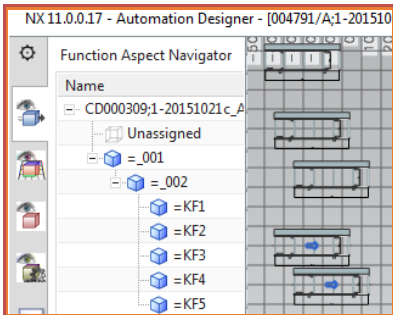 NX 11.0.0.17 - Automation Designer - [004791/A;1-201510
Function Aspect Navigator
Name
CD000309;1-20151021c_A
Unassigned
=_001
=_002
=KF1
=KF2
=KF3
=KF4
=KF5